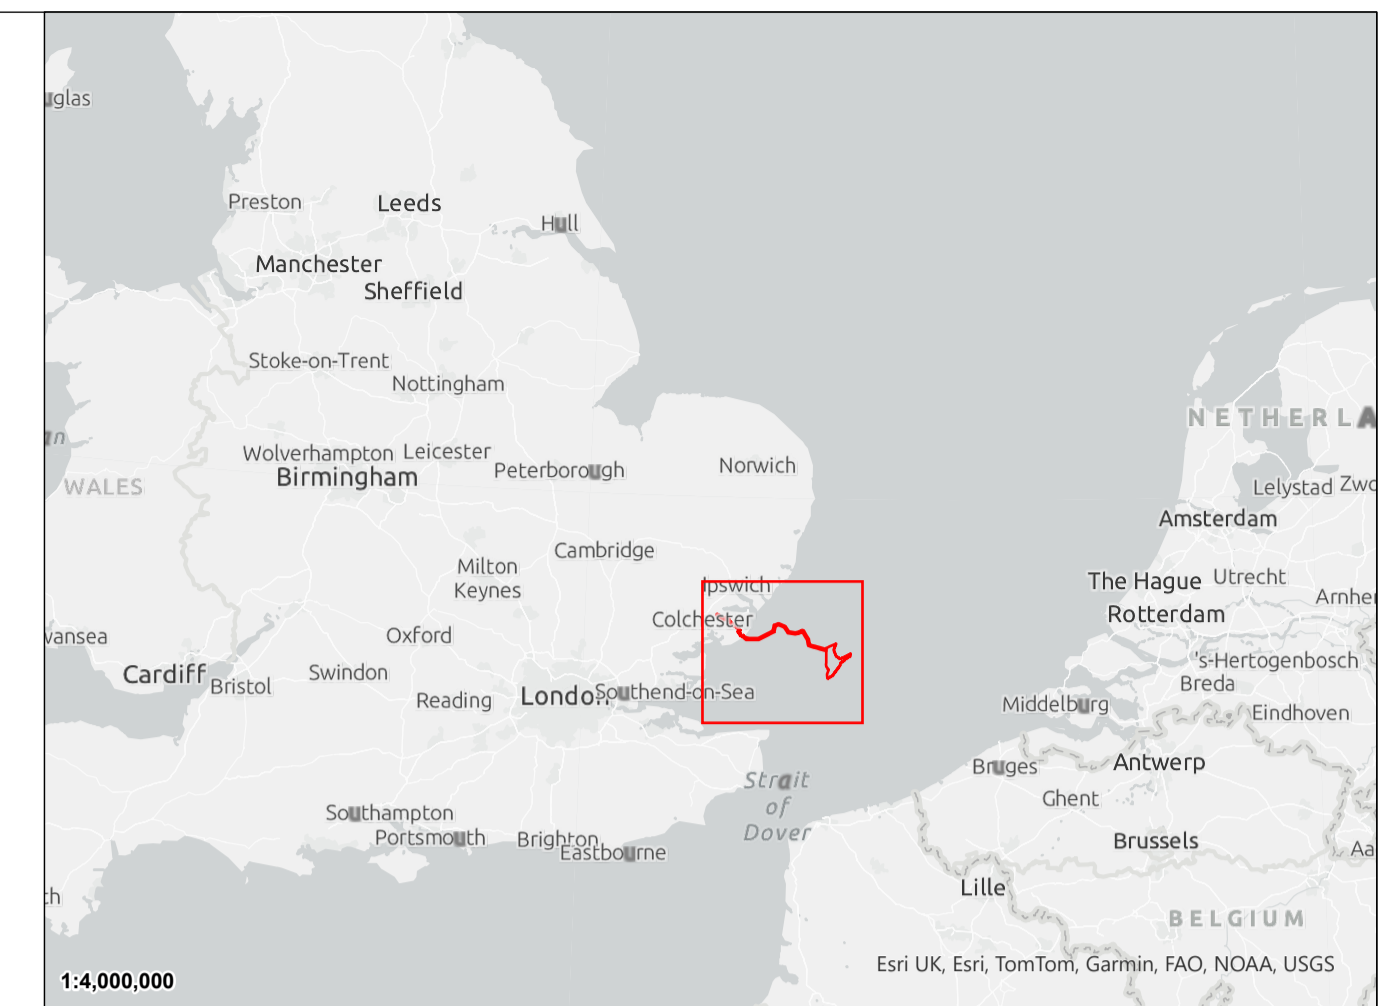 uglas
Preston
Leeds
Hull
Manchester
Sheffield
Stoke-on-Trent
Nottingham
NETHERLA
an
Wolverhampton
Leicester
Birmingham
Peterborough
Norwich
WALES
Lelystad
Zwo
Amsterdam
Cambridge
Milton
Keynes
Ipswich
The Hague
Utrecht
Arnhe
Rotterdam
Colchester
vansea
Oxford
Cardiff
Swindon
Bristol
Reading
London
Southend-on-Sea
's-Hertogenbosch
Breda
Middelburg
Eindhoven
Bruges
Antwerp
Strait
of
Dover
Ghent
Southampton
Portsmouth
Brighton
Eastbourne
Brussels
Aa
Lille
th
BELGIUM
Esri UK, Esri, TomTom, Garmin, FAO, NOAA, USGS
1:4,000,000